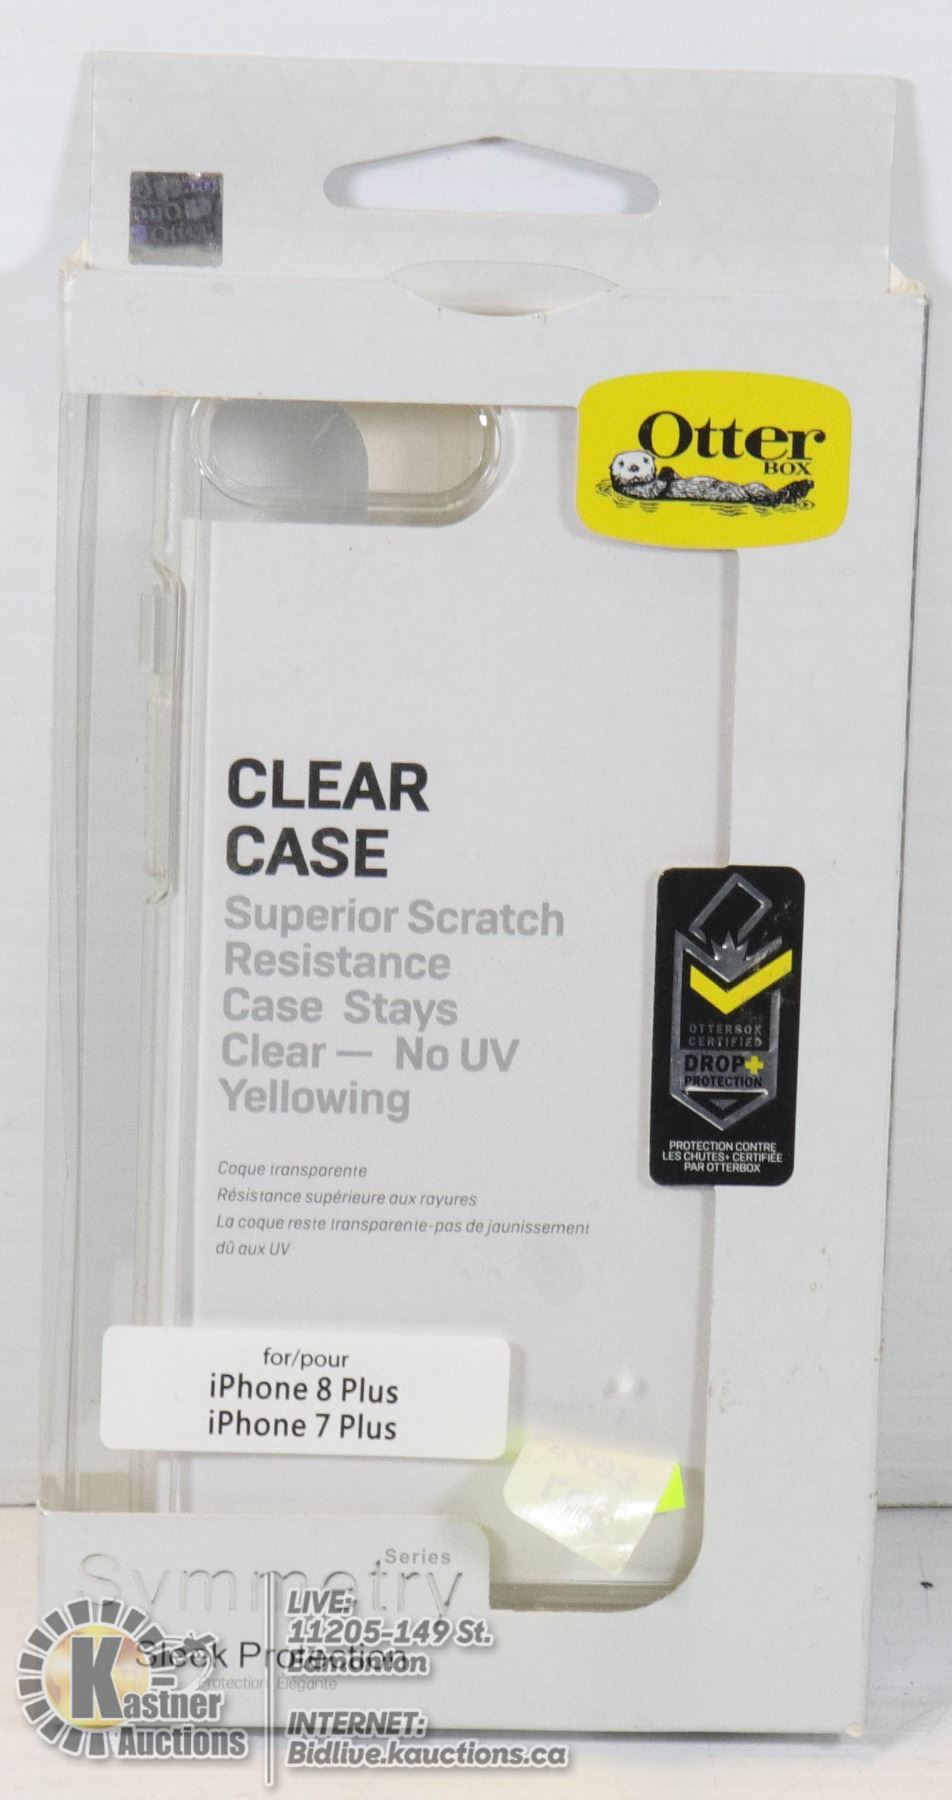 Otter
BOX
CLEAR
CASE
Superior Scratch
Resistance
Case Stays
Clear — No UV
Yellowing
Coque transparente
Résistance supérieure aux rayures
La coque reste transparente-pas de jaunissement
dû aux UV
OTTERBOX
CERTIFIED
DROP+
PROTECTION
PROTECTION CONTRE
LES CHUTES+ CERTIFIÉE
PAR OTTERBOX
for/pour
iPhone 8 Plus
iPhone 7 Plus
Series
Symmetry
Sleek Protection
Protection Élégante
K
Kastner
Auctions
LIVE:
11205-149 St.
Edmonton
INTERNET:
Bidlive.kauctions.ca